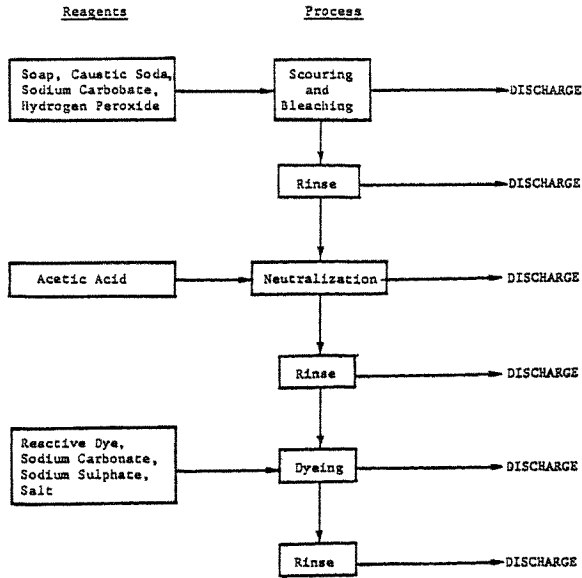 Reagents Process
Soap, Caustic Soda,
Sodium Carbobate,
Hydrogen Peroxide
Scouring
and
Bleaching
DISCHARGE
Rinse
DISCHARGE
Acetic Acid
Neutralization
DISCHARGE
Rinse
DISCHARGE
Reactive Dye,
Sodium Carbonate,
Sodium Sulphate,
Salt
Dyeing
DISCHARGE
Rinse
DISCHARGE